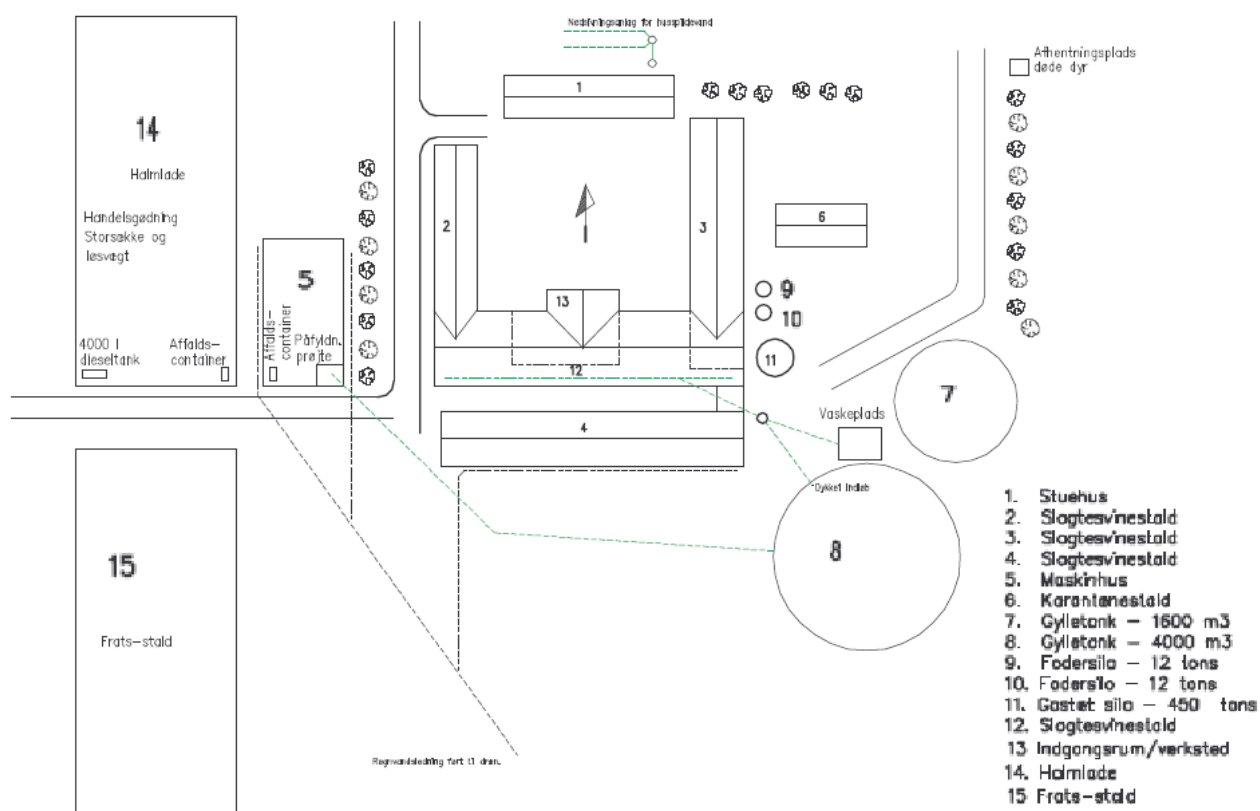 Nedsivningsanlæg for husspildevand
Afhentningsplads
døde dyr
1
14
Halmlade
Handelsgødning
Storsække og
løsvægt
4000 l
dieseltank
Affalds-
container
5
Affalds-
container
Påfyldn.
prøjte
2
3
6
13
9
10
11
12
7
Vaskeplads
4
Dykket indløb
8
15
Frats-stald
Regnvandsledning ført til dræn.
1. Stuehus
2. Slagtesvinestald
3. Slagtesvinestald
4. Slagtesvinestald
5. Maskinhus
6. Karantænestald
7. Gylletank - 1600 m3
8. Gylletank - 4000 m3
9. Fodersilo - 12 tons
10. Fodersilo - 12 tons
11. Gastæt silo - 450 tons
12. Slagtesvinestald
13 Indgangsrum/værksted
14. Halmlade
15 Frats-stald